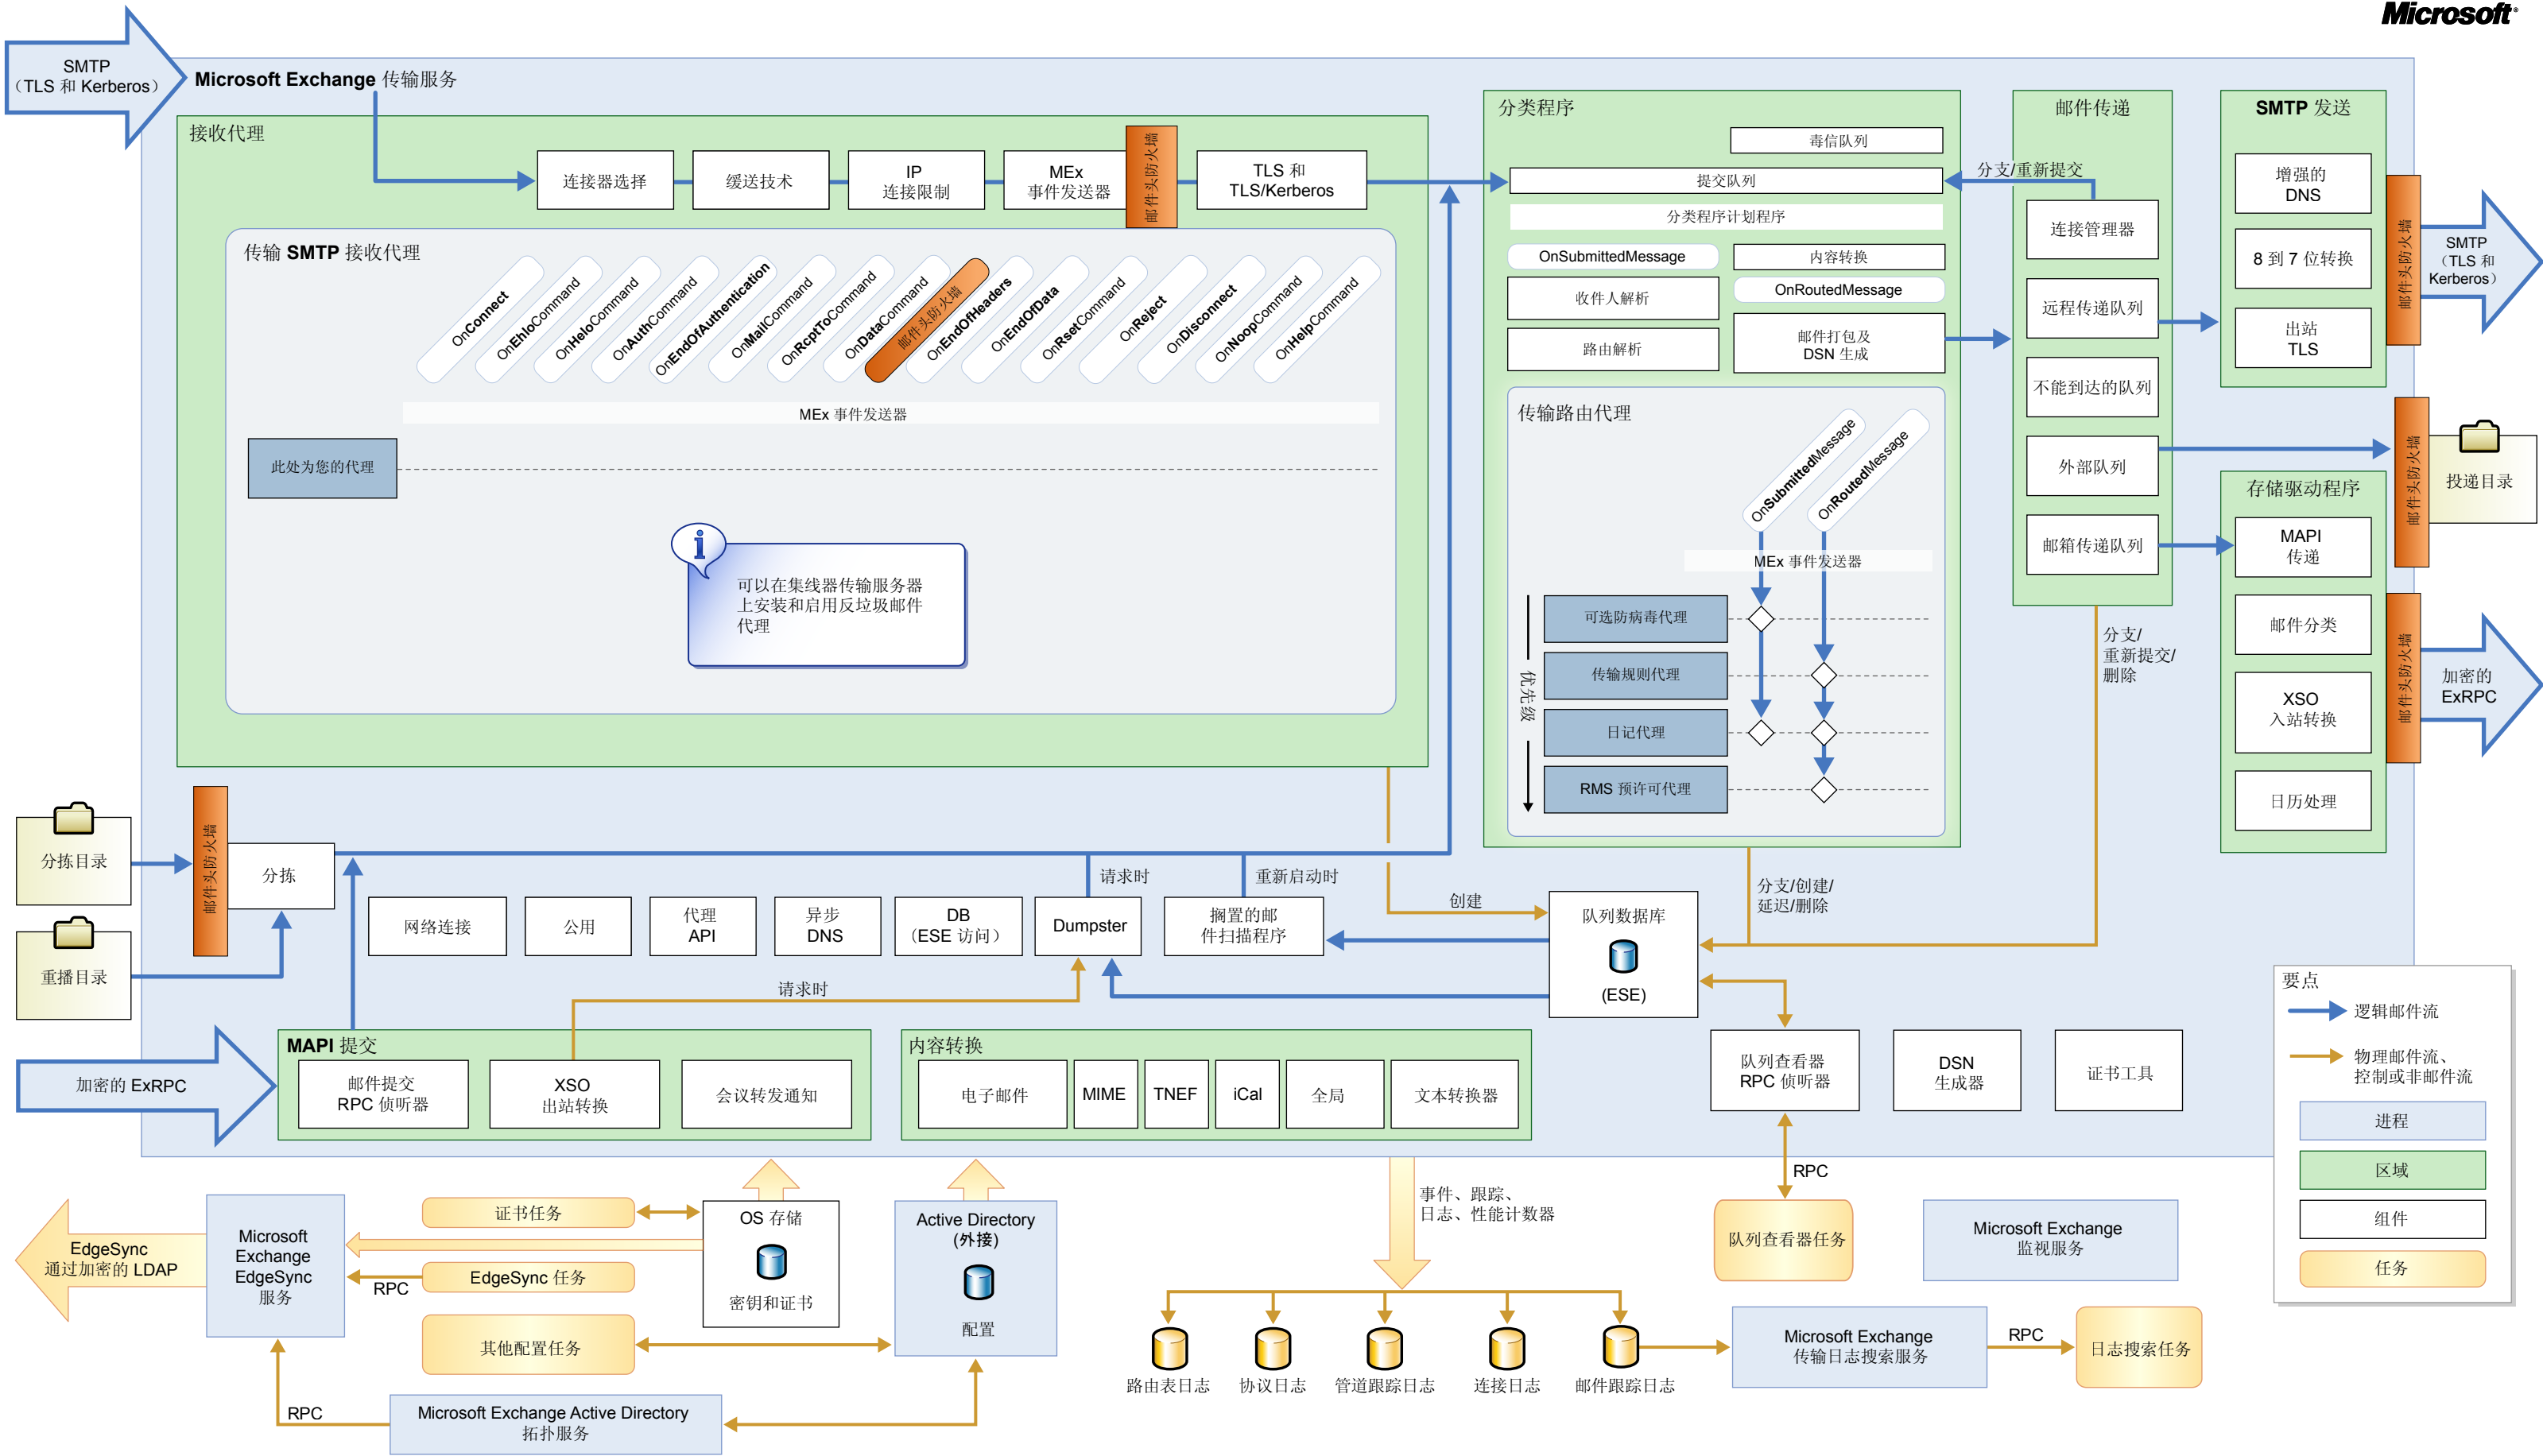 Microsoft
SMTP
（TLS 和 Kerberos）
Microsoft Exchange 传输服务
接收代理
连接器选择
缓送技术
IP
连接限制
MEx
事件发送器
邮件头防火墙
TLS 和
TLS/Kerberos
传输 SMTP 接收代理
OnConnect
OnEhloCommand
OnHeloCommand
OnAuthCommand
OnEndOfAuthentication
OnMailCommand
OnRcptToCommand
OnDataCommand
邮件头防火墙
OnEndOfHeaders
OnEndOfData
OnRsetCommand
OnReject
OnDisconnect
OnNoopCommand
OnHelpCommand
MEx 事件发送器
此处为您的代理
可以在集线器传输服务器
上安装和启用反垃圾邮件
代理
分类程序
毒信队列
提交队列
分类程序计划程序
OnSubmittedMessage
内容转换
收件人解析
OnRoutedMessage
路由解析
邮件打包及
DSN 生成
传输路由代理
OnSubmittedMessage
OnRoutedMessage
MEx 事件发送器
优先级
可选防病毒代理
传输规则代理
日记代理
RMS 预许可代理
邮件传递
分支/重新提交
连接管理器
远程传递队列
不能到达的队列
外部队列
邮箱传递队列
分支/
重新提交/
删除
SMTP 发送
增强的
DNS
8 到 7 位转换
出站
TLS
邮件头防火墙
SMTP
（TLS 和
Kerberos）
邮件头防火墙
投递目录
存储驱动程序
MAPI
传递
邮件分类
XSO
入站转换
日历处理
邮件头防火墙
加密的
ExRPC
分拣目录
重播目录
邮件头防火墙
分拣
网络连接
公用
代理
API
异步
DNS
DB
（ESE 访问）
Dumpster
搁置的邮
件扫描程序
请求时
重新启动时
创建
分支/创建/
延迟/删除
队列数据库
(ESE)
请求时
加密的 ExRPC
MAPI 提交
邮件提交
RPC 侦听器
XSO
出站转换
会议转发通知
内容转换
电子邮件
MIME
TNEF
iCal
全局
文本转换器
队列查看器
RPC 侦听器
DSN
生成器
证书工具
要点
逻辑邮件流
物理邮件流、
控制或非邮件流
进程
区域
组件
任务
EdgeSync
通过加密的 LDAP
Microsoft
Exchange
EdgeSync
服务
证书任务
RPC
EdgeSync 任务
其他配置任务
OS 存储
密钥和证书
Active Directory
(外接)
配置
RPC
Microsoft Exchange Active Directory
拓扑服务
事件、跟踪、
日志、性能计数器
路由表日志
协议日志
管道跟踪日志
连接日志
邮件跟踪日志
RPC
队列查看器任务
Microsoft Exchange
监视服务
Microsoft Exchange
传输日志搜索服务
RPC
日志搜索任务